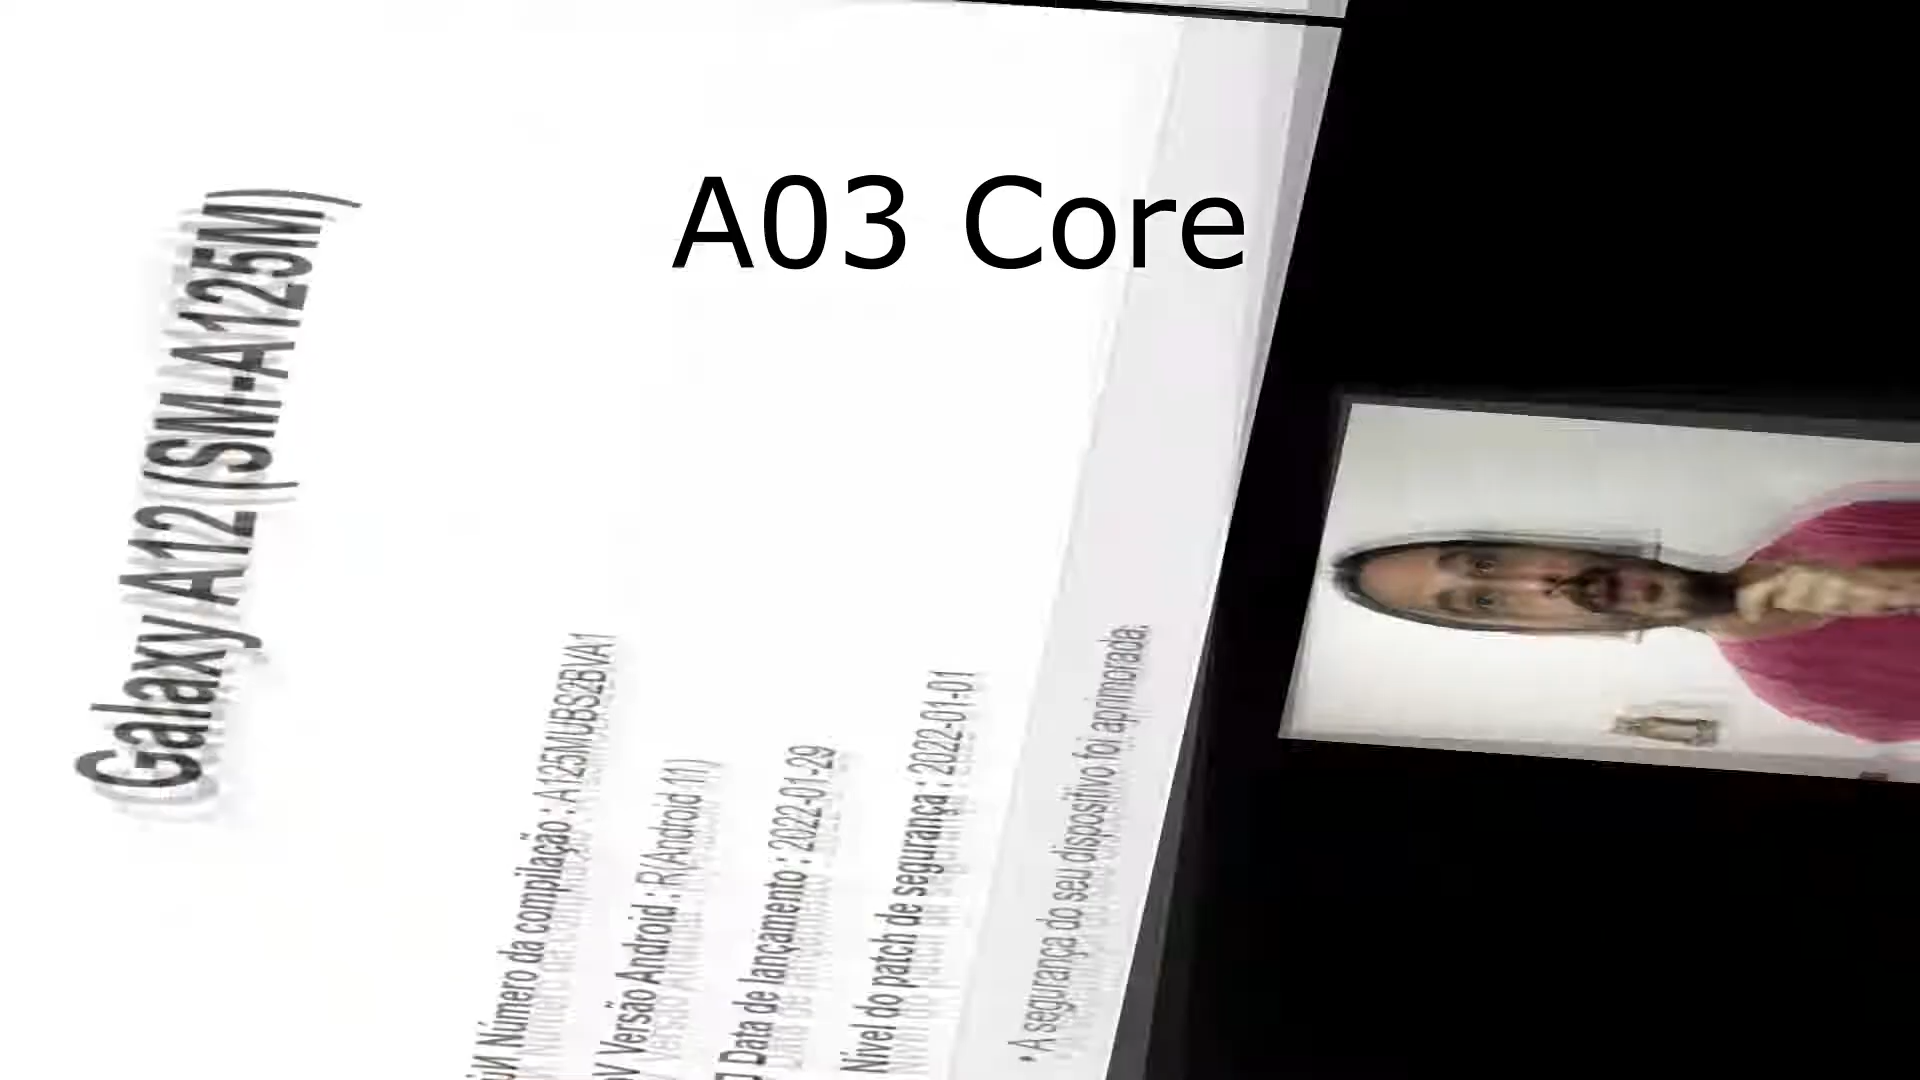 A03 Core
Galaxy A12 (SM-A125M)
Número da compilação : A125MUBS2BVA1
Versão Android : R(Android 11)
Data de lançamento : 2022-01-29
Nível do patch de segurança : 2022-01-01
• A segurança do seu dispositivo foi aprimorada.